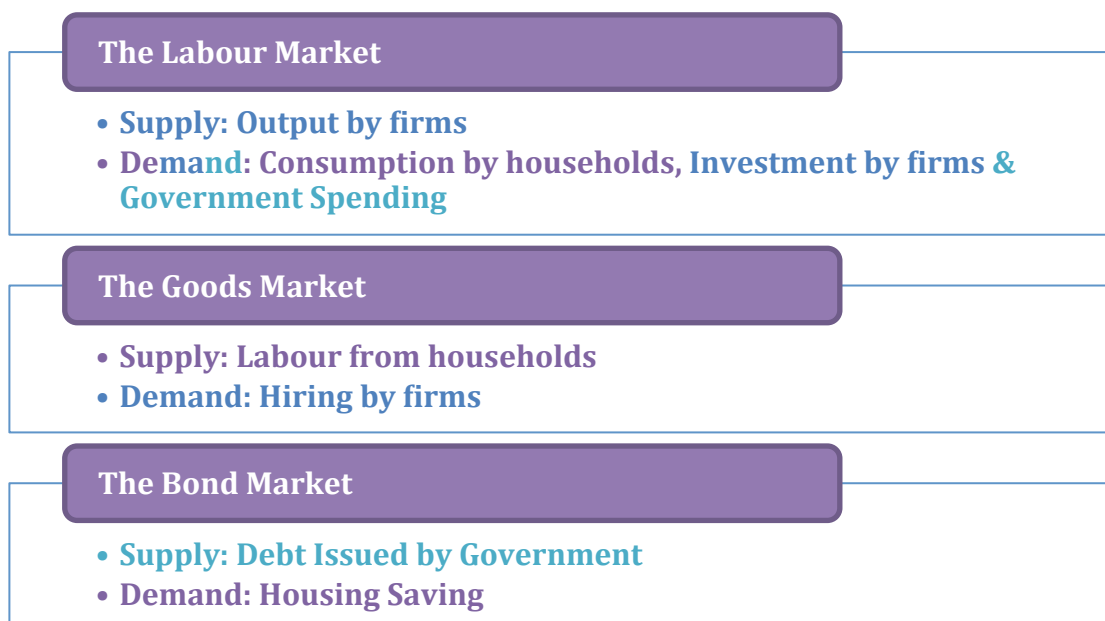 The Labour Market
• Supply: Output by firms
• Demand: Consumption by households, Investment by firms &
Government Spending
The Goods Market
• Supply: Labour from households
• Demand: Hiring by firms
The Bond Market
• Supply: Debt Issued by Government
• Demand: Housing Saving